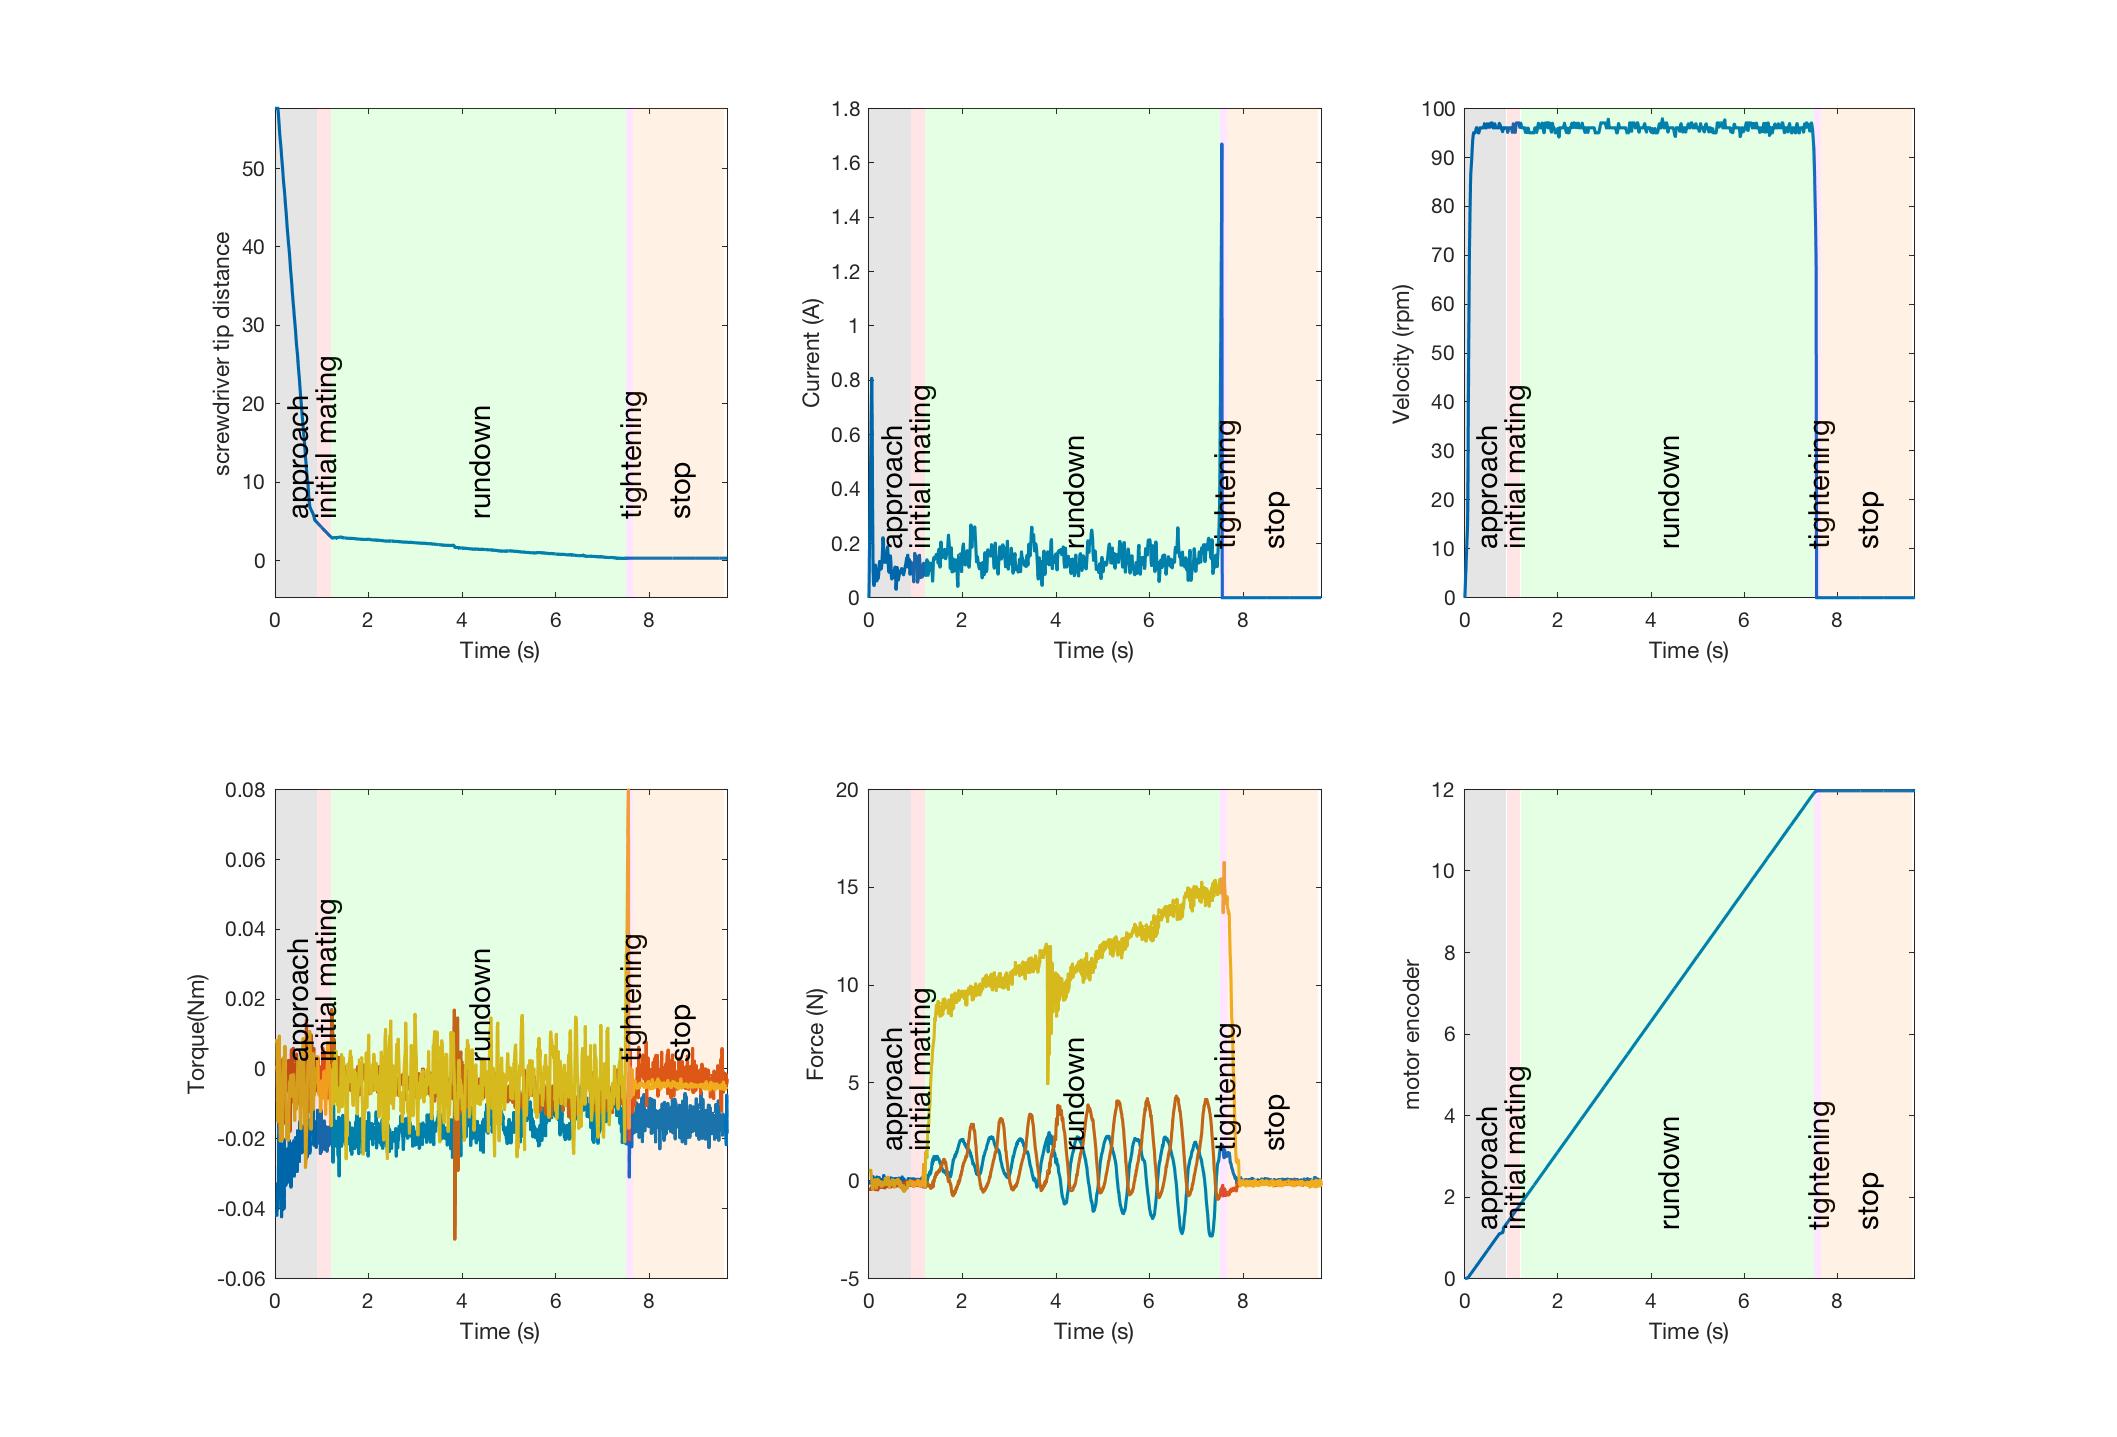 screwdriver tip distance
50
40
30
20
10
0
approach
initial mating
rundown
tightening
stop
0 2 4 6 8
Time (s)
Current (A)
1.8
1.6
1.4
1.2
1
0.8
0.6
0.4
0.2
0
approach
initial mating
rundown
tightening
stop
0 2 4 6 8
Time (s)
Velocity (rpm)
100
90
80
70
60
50
40
30
20
10
0
approach
initial mating
rundown
tightening
stop
0 2 4 6 8
Time (s)
Torque(Nm)
0.08
0.06
0.04
0.02
0
-0.02
-0.04
-0.06
approach
initial mating
rundown
tightening
stop
0 2 4 6 8
Time (s)
Force (N)
20
15
10
5
0
-5
approach
initial mating
rundown
tightening
stop
0 2 4 6 8
Time (s)
motor encoder
12
10
8
6
4
2
0
approach
initial mating
rundown
tightening
stop
0 2 4 6 8
Time (s)